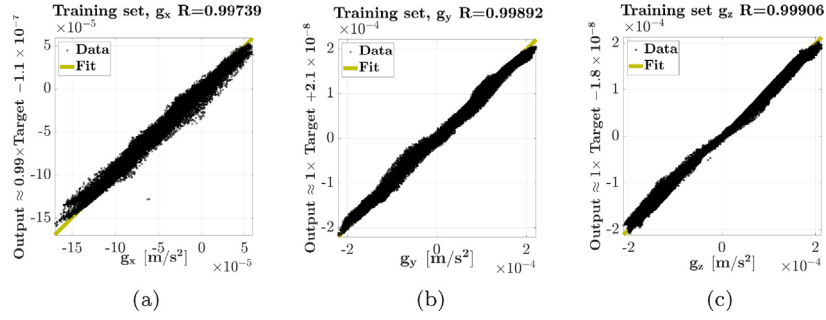 Training set, gx R=0.99739
×10⁻⁵
Output ≈ 0.99×Target −1.1 × 10⁻⁷
5
0
-5
-10
-15
Data
Fit
-15 -10 -5 0 5
gx [m/s²]
×10⁻⁵
(a)
Training set, gy R=0.99892
×10⁻⁴
Output ≈ 1× Target +2.1 × 10⁻⁸
2
1
0
-1
-2
Data
Fit
-2 0 2
gy [m/s²]
×10⁻⁴
(b)
Training set gz R=0.99906
×10⁻⁴
Output ≈ 1× Target −1.8 × 10⁻⁸
2
1
0
-1
-2
Data
Fit
-2 -1 0 1 2
gz [m/s²]
×10⁻⁴
(c)